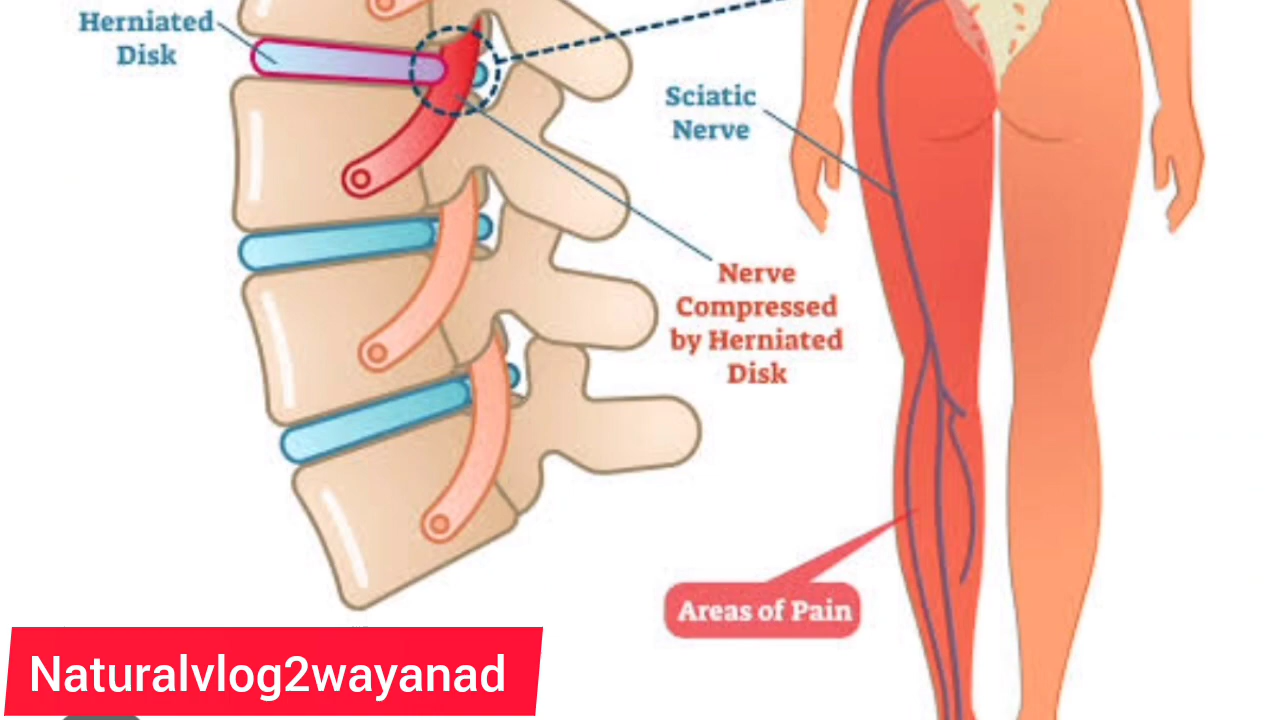 Herniated
Disk
Sciatic
Nerve
Nerve
Compressed
by Herniated
Disk
Areas of Pain
Naturalvlog2wayanad